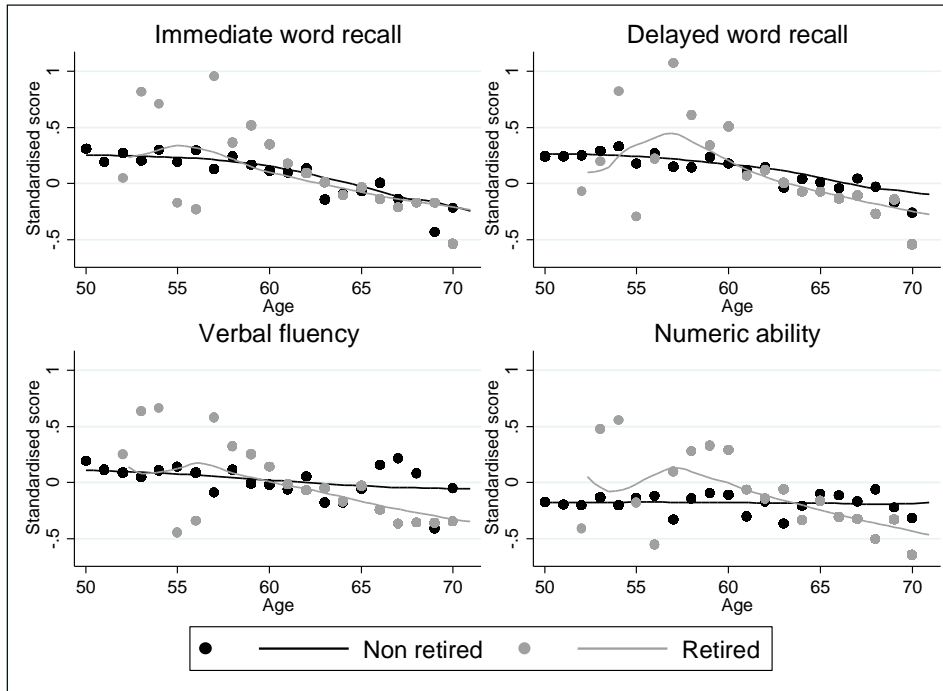 Immediate word recall
Standardised score
1
.5
0
-.5
50 55 60 65 70
Age
Delayed word recall
Standardised score
1
.5
0
-.5
50 55 60 65 70
Age
Verbal fluency
Standardised score
1
.5
0
-.5
50 55 60 65 70
Age
Numeric ability
Standardised score
1
.5
0
-.5
50 55 60 65 70
Age
Non retired
Retired